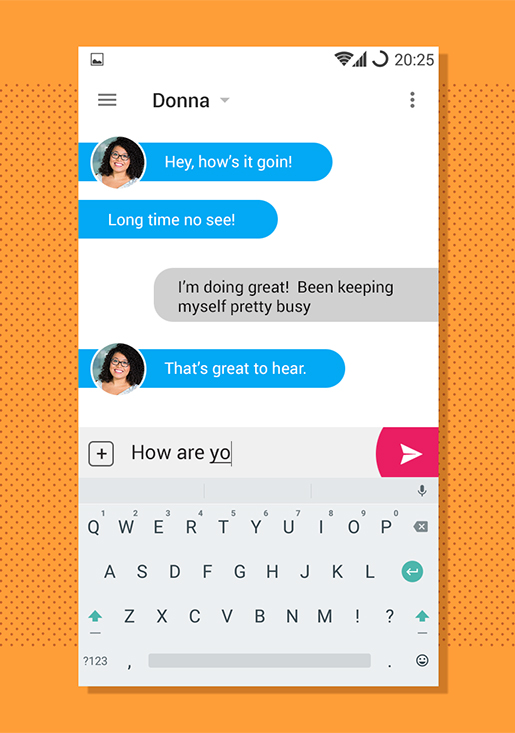 20:25
Donna
Hey, how's it goin!
Long time no see!
I'm doing great!  Been keeping
myself pretty busy
That's great to hear.
+ How are yo
1 2 3 4 5 6 7 8 9 0
Q W E R T Y U I O P
A S D F G H J K L
Z X C V B N M ! ?
?123 , .